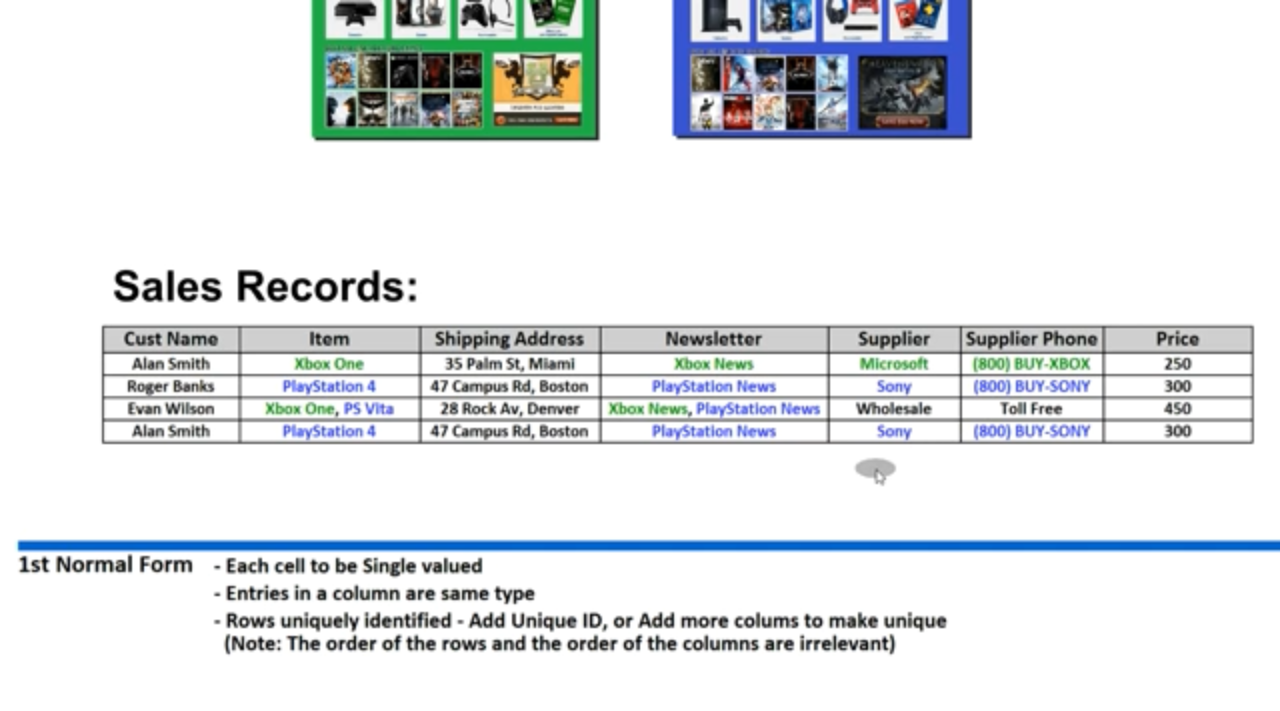 Sales Records:
Cust Name Item Shipping Address Newsletter Supplier Supplier Phone Price
Alan Smith Xbox One 35 Palm St, Miami Xbox News Microsoft (800) BUY-XBOX 250
Roger Banks PlayStation 4 47 Campus Rd, Boston PlayStation News Sony (800) BUY-SONY 300
Evan Wilson Xbox One, PS Vita 28 Rock Av, Denver Xbox News, PlayStation News Wholesale Toll Free 450
Alan Smith PlayStation 4 47 Campus Rd, Boston PlayStation News Sony (800) BUY-SONY 300
1st Normal Form - Each cell to be Single valued
- Entries in a column are same type
- Rows uniquely identified - Add Unique ID, or Add more colums to make unique
(Note: The order of the rows and the order of the columns are irrelevant)